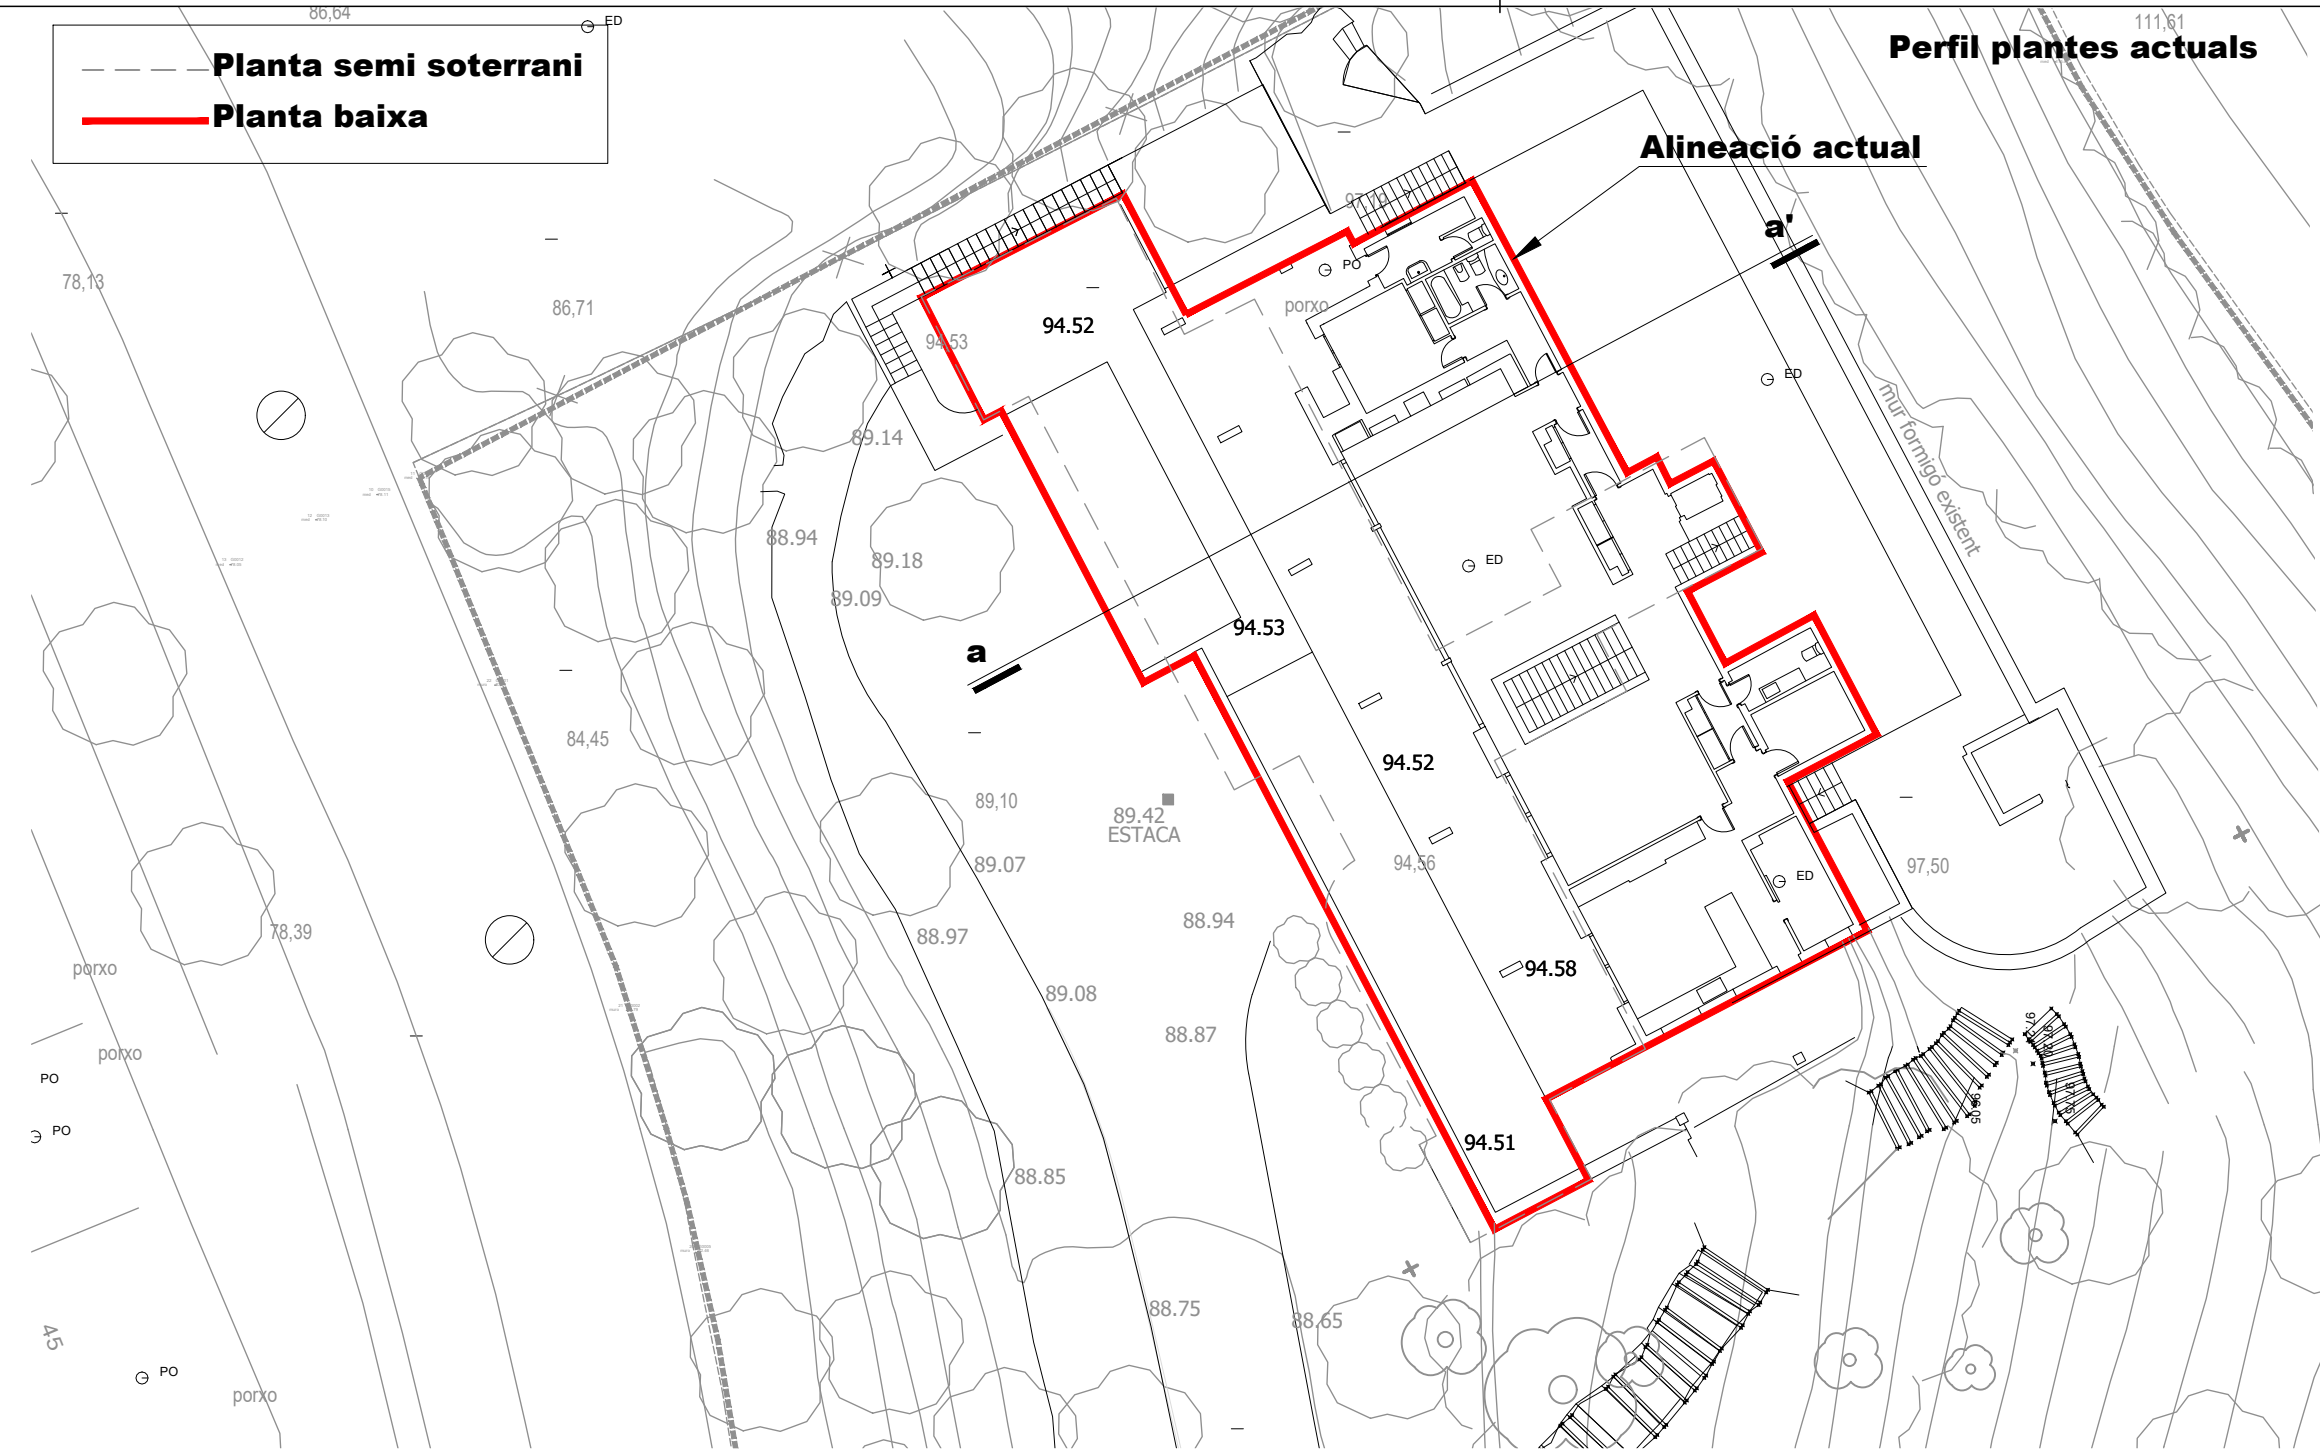 86,64
ED
111,61
Planta semi soterrani
Planta baixa
Perfil plantes actuals
Alineació actual
97,19
a'
PO
78,13
86,71
porxo
94.52
94,53
ED
mur formigó existent
89.14
88.94
89.18
89.09
ED
94.53
a
84,45
94.52
89,10
89.42
ESTACA
89.07
94,56
97,50
ED
88.94
78,39
88.97
porxo
94.58
89.08
88.87
porxo
PO
PO
96.05
94.51
88.85
88.75
88.65
45
PO
porxo